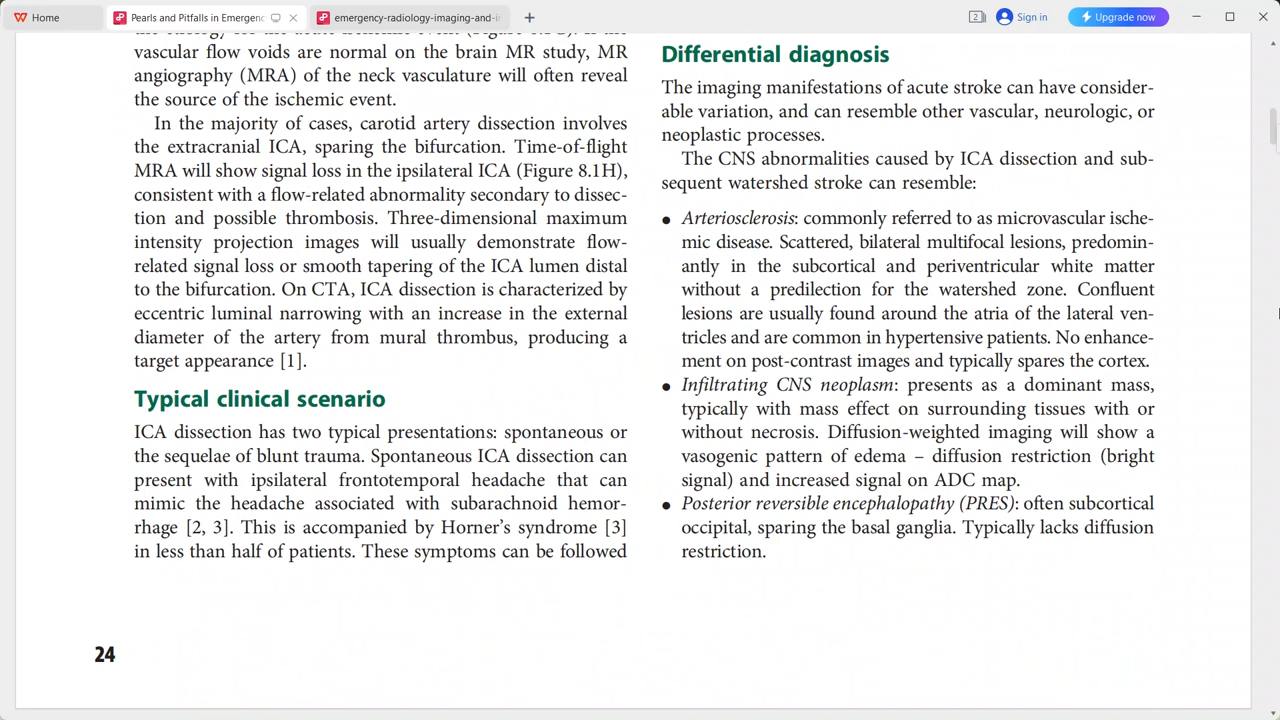 Home
Pearls and Pitfalls in Emergenc
emergency-radiology-imaging-and-i
2
Sign in
Upgrade now
vascular flow voids are normal on the brain MR study, MR
angiography (MRA) of the neck vasculature will often reveal
the source of the ischemic event.
In the majority of cases, carotid artery dissection involves
the extracranial ICA, sparing the bifurcation. Time-of-flight
MRA will show signal loss in the ipsilateral ICA (Figure 8.1H),
consistent with a flow-related abnormality secondary to dissec-
tion and possible thrombosis. Three-dimensional maximum
intensity projection images will usually demonstrate flow-
related signal loss or smooth tapering of the ICA lumen distal
to the bifurcation. On CTA, ICA dissection is characterized by
eccentric luminal narrowing with an increase in the external
diameter of the artery from mural thrombus, producing a
target appearance [1].
Typical clinical scenario
ICA dissection has two typical presentations: spontaneous or
the sequelae of blunt trauma. Spontaneous ICA dissection can
present with ipsilateral frontotemporal headache that can
mimic the headache associated with subarachnoid hemor-
rhage [2, 3]. This is accompanied by Horner's syndrome [3]
in less than half of patients. These symptoms can be followed
Differential diagnosis
The imaging manifestations of acute stroke can have consider-
able variation, and can resemble other vascular, neurologic, or
neoplastic processes.
The CNS abnormalities caused by ICA dissection and sub-
sequent watershed stroke can resemble:
● Arteriosclerosis: commonly referred to as microvascular ische-
mic disease. Scattered, bilateral multifocal lesions, predomin-
antly in the subcortical and periventricular white matter
without a predilection for the watershed zone. Confluent
lesions are usually found around the atria of the lateral ven-
tricles and are common in hypertensive patients. No enhance-
ment on post-contrast images and typically spares the cortex.
● Infiltrating CNS neoplasm: presents as a dominant mass,
typically with mass effect on surrounding tissues with or
without necrosis. Diffusion-weighted imaging will show a
vasogenic pattern of edema – diffusion restriction (bright
signal) and increased signal on ADC map.
● Posterior reversible encephalopathy (PRES): often subcortical
occipital, sparing the basal ganglia. Typically lacks diffusion
restriction.
24